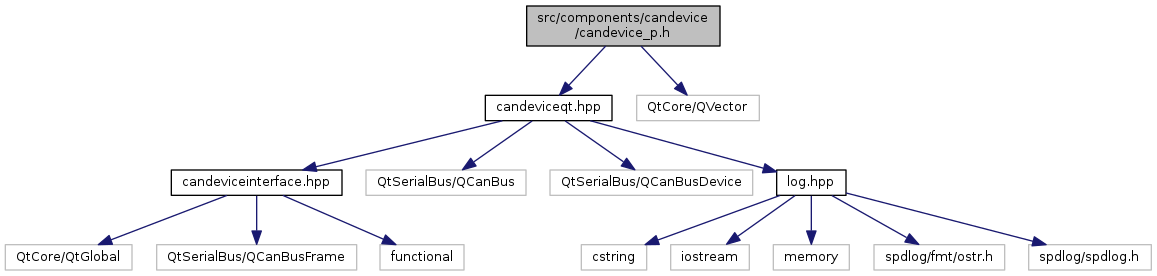 src/components/candevice
/candevice_p.h
candeviceqt.hpp
QtCore/QVector
candeviceinterface.hpp
QtSerialBus/QCanBus
QtSerialBus/QCanBusDevice
log.hpp
QtCore/QtGlobal
QtSerialBus/QCanBusFrame
functional
cstring
iostream
memory
spdlog/fmt/ostr.h
spdlog/spdlog.h